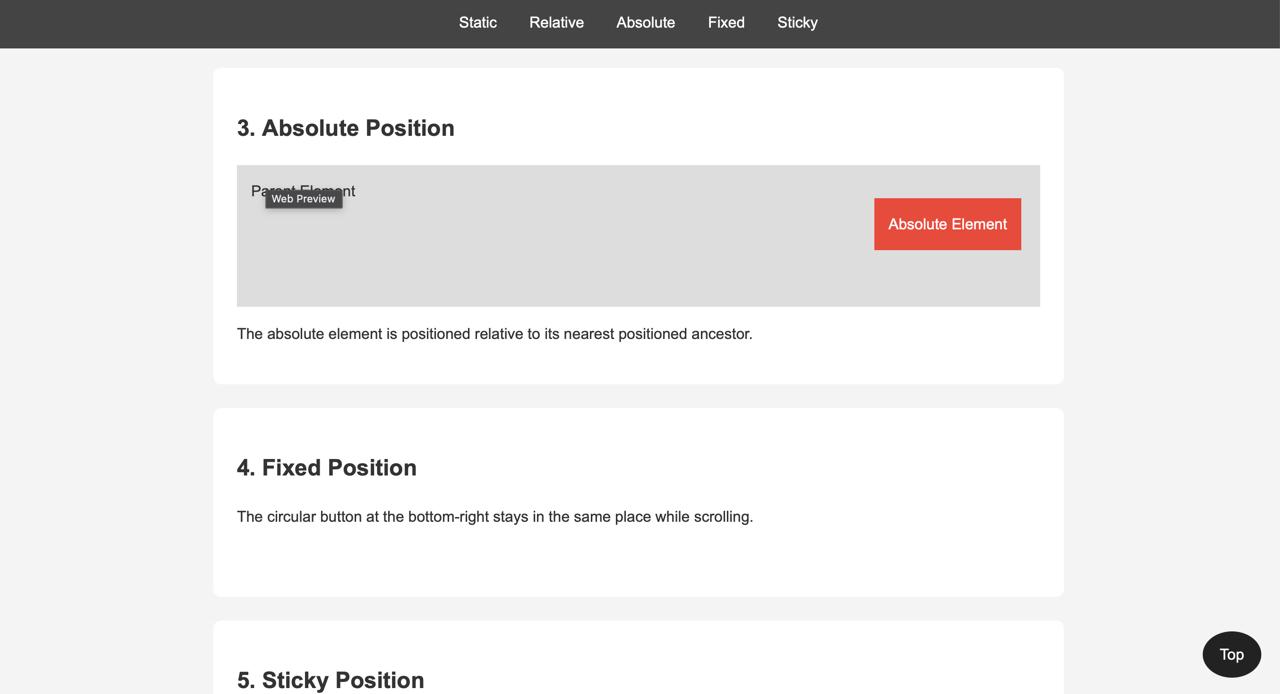 Static Relative Absolute Fixed Sticky
3. Absolute Position
Parent Element
Web Preview
Absolute Element
The absolute element is positioned relative to its nearest positioned ancestor.
4. Fixed Position
The circular button at the bottom-right stays in the same place while scrolling.
Top
5. Sticky Position